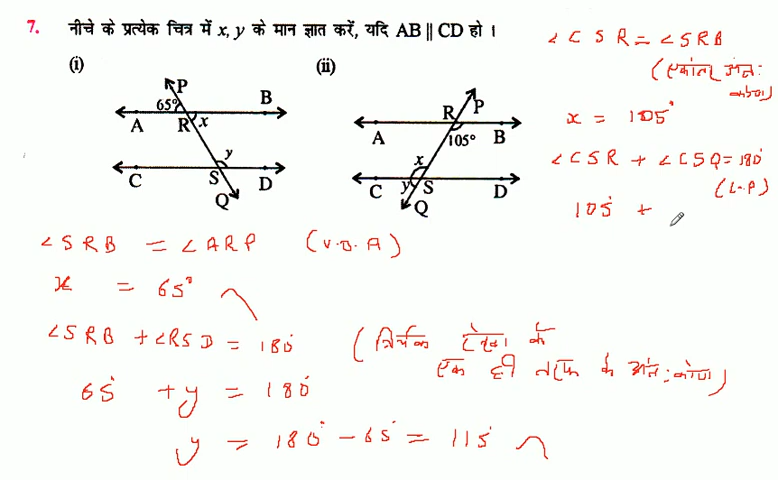 7. नीचे के प्रत्येक चित्र में x, y के मान ज्ञात करें, यदि AB || CD हो ।
(i)
P
65°
B
A
R
x
y
C
S
D
Q
(ii)
P
R
A
105°
B
x
C
y
S
D
Q
∠CSR = ∠SRB
(एकांतर अंतः
कोण)
x = 105°
∠CSR + ∠CSQ = 180°
(L.P)
105° +
∠SRB = ∠ARP (V.O.A)
x = 65°
∠SRB + ∠RSD = 180° (तिर्यक रेखा के
एक ही तरफ के अंतः कोण)
65° + y = 180°
y = 180° - 65° = 115°